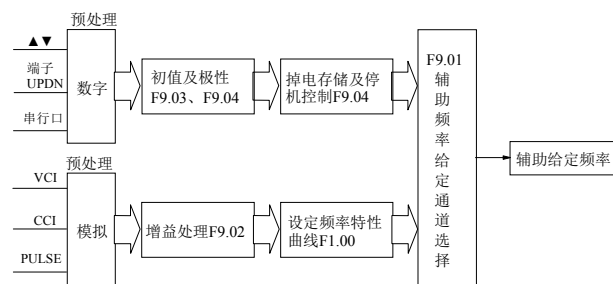 预处理
▲▼
端子
UPDN
串行口
数字
初值及极性
F9.03、F9.04
掉电存储及停
机控制F9.04
预处理
VCI
CCI
PULSE
模拟
增益处理F9.02
设定频率特性
曲线F1.00
F9.01
辅
助
频
率
给
定
通
道
选
择
辅助给定频率